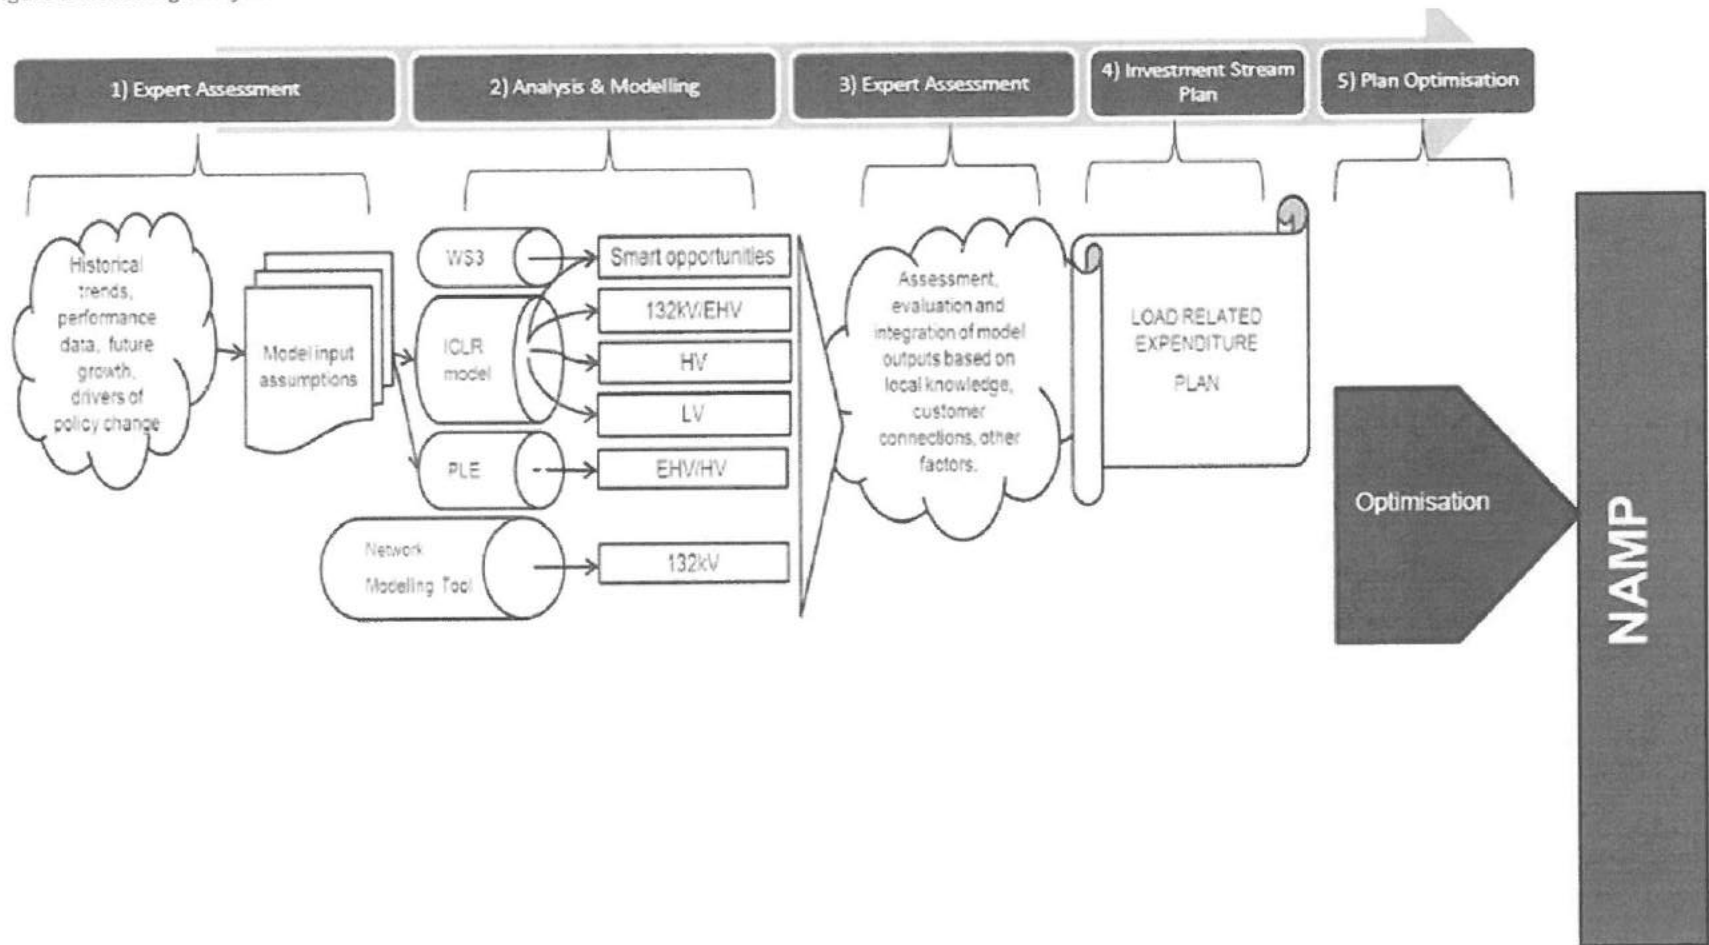 1) Expert Assessment
2) Analysis & Modelling
3) Expert Assessment
4) Investment Stream
Plan
5) Plan Optimisation
Historical
trends,
performance
data, future
growth,
drivers of
policy change
Model input
assumptions
WS3
ICLR
model
PLE
Network
Modelling Tool
Smart opportunities
132kV/EHV
HV
LV
EHV/HV
132kV
Assessment,
evaluation and
integration of model
outputs based on
local knowledge,
customer
connections, other
factors.
LOAD RELATED
EXPENDITURE
PLAN
Optimisation
NAMP